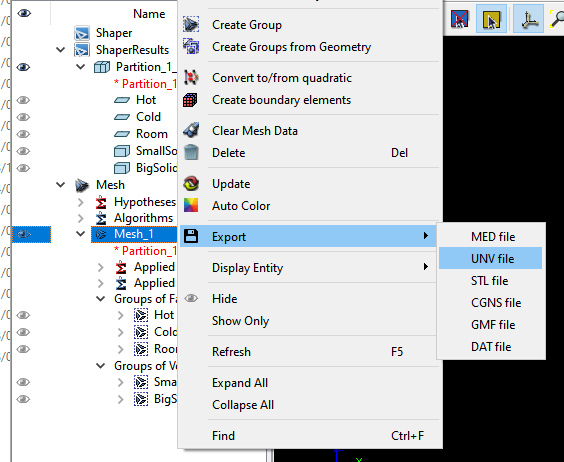 Name
Shaper
ShaperResults
Partition_1_
* Partition_1
Hot
Cold
Room
SmallSo
BigSolid
Mesh
Hypotheses
Algorithms
Mesh_1
* Partition_1
Applied
Applied
Groups of Fa
Hot
Cold
Room
Groups of Vo
Sma
BigS
Create Group
Create Groups from Geometry
Convert to/from quadratic
Create boundary elements
Clear Mesh Data
Delete Del
Update
Auto Color
Export
Display Entity
Hide
Show Only
Refresh F5
Expand All
Collapse All
Find Ctrl+F
MED file
UNV file
STL file
CGNS file
GMF file
DAT file
x